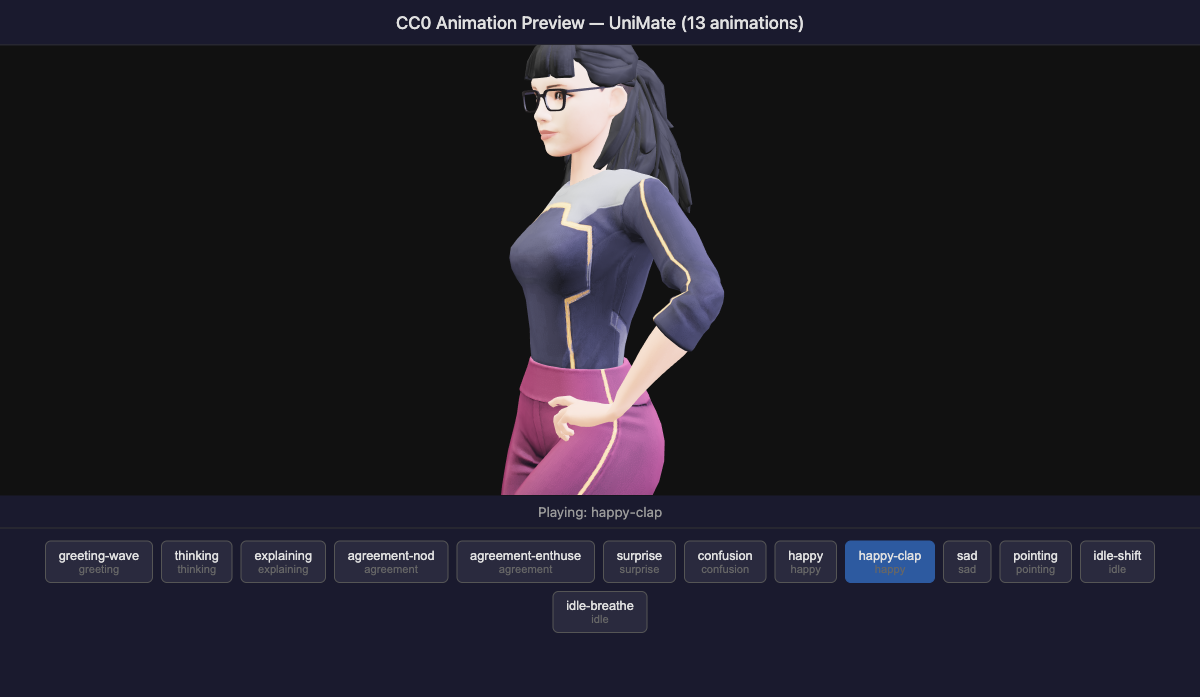 CC0 Animation Preview — UniMate (13 animations)
Playing: happy-clap
greeting-wave
greeting
thinking
thinking
explaining
explaining
agreement-nod
agreement
agreement-enthuse
agreement
surprise
surprise
confusion
confusion
happy
happy
happy-clap
happy
sad
sad
pointing
pointing
idle-shift
idle
idle-breathe
idle